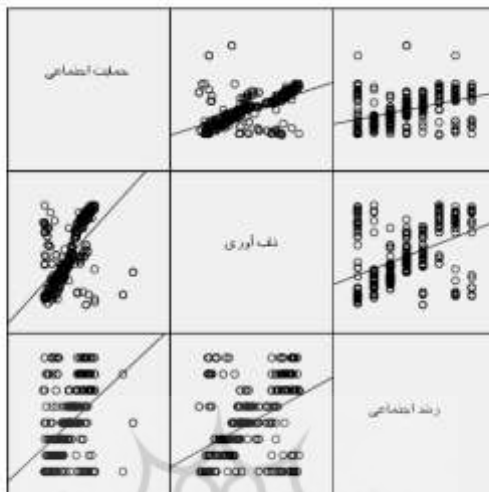 حمایت اجتماعی
تاب آوری
رشد اجتماعی